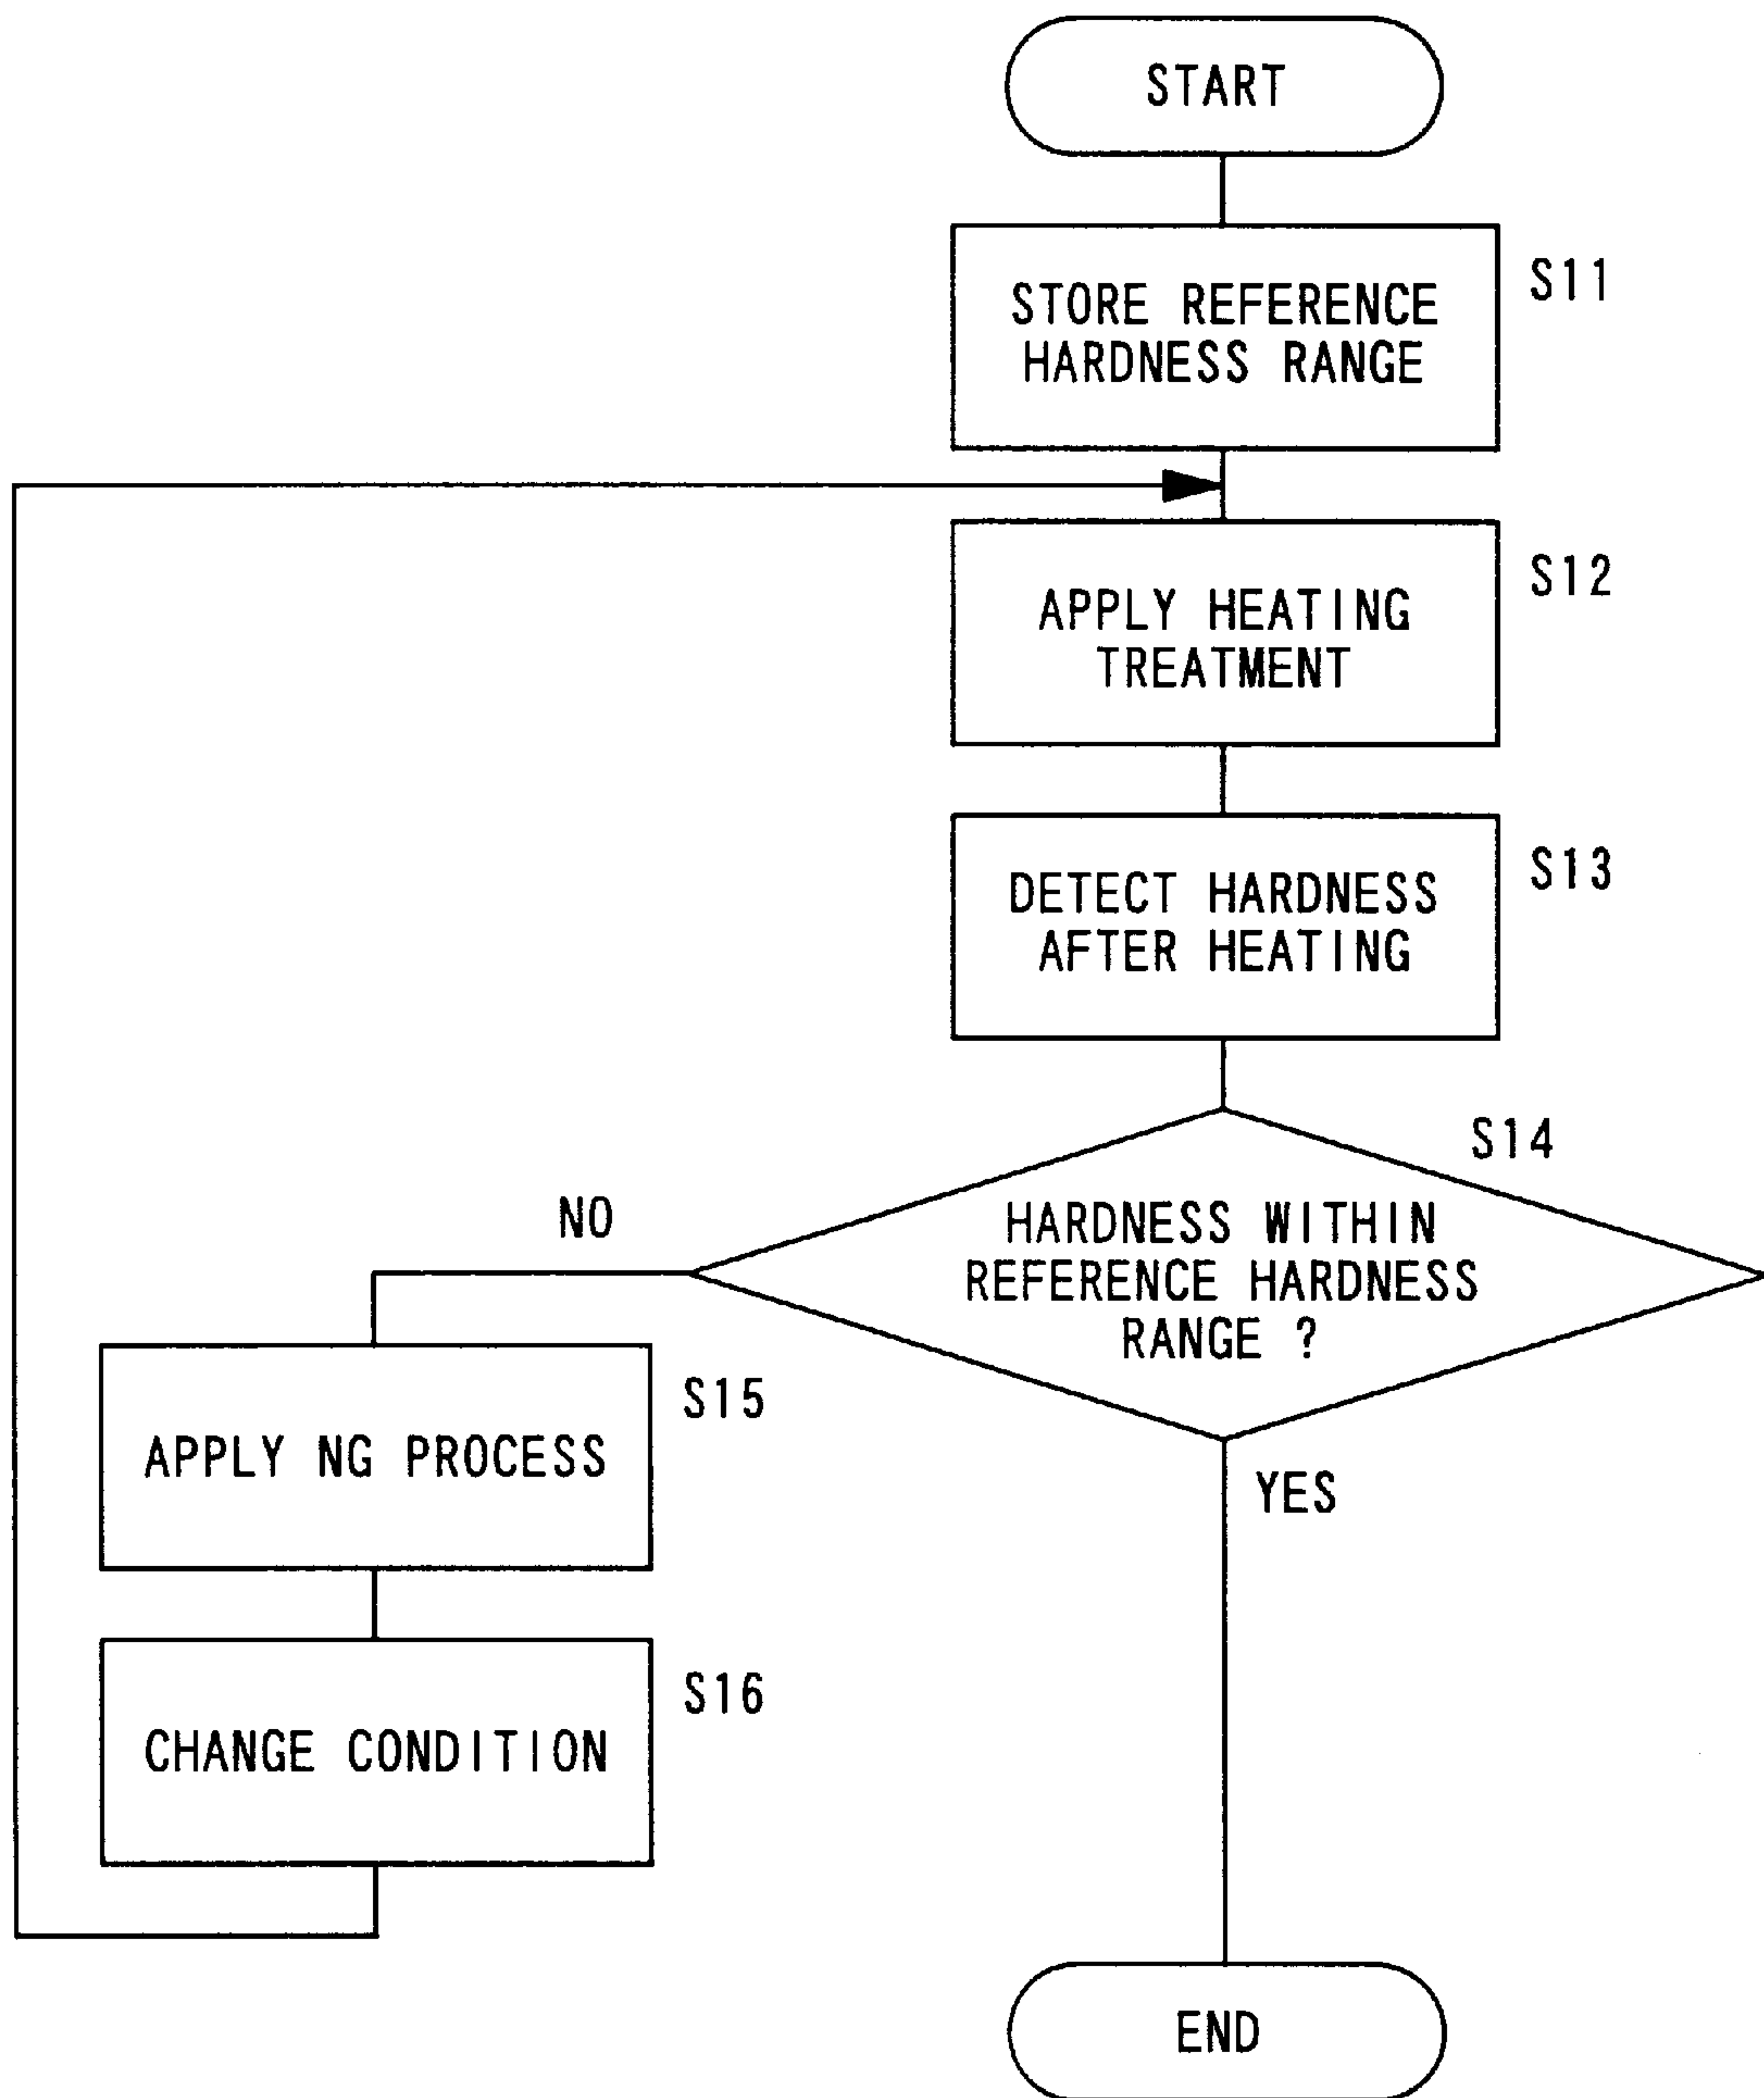 START
STORE REFERENCE
HARDNESS RANGE
S11
APPLY HEATING
TREATMENT
S12
DETECT HARDNESS
AFTER HEATING
S13
S14
HARDNESS WITHIN
REFERENCE HARDNESS
RANGE ?
NO
YES
APPLY NG PROCESS
S15
CHANGE CONDITION
S16
END